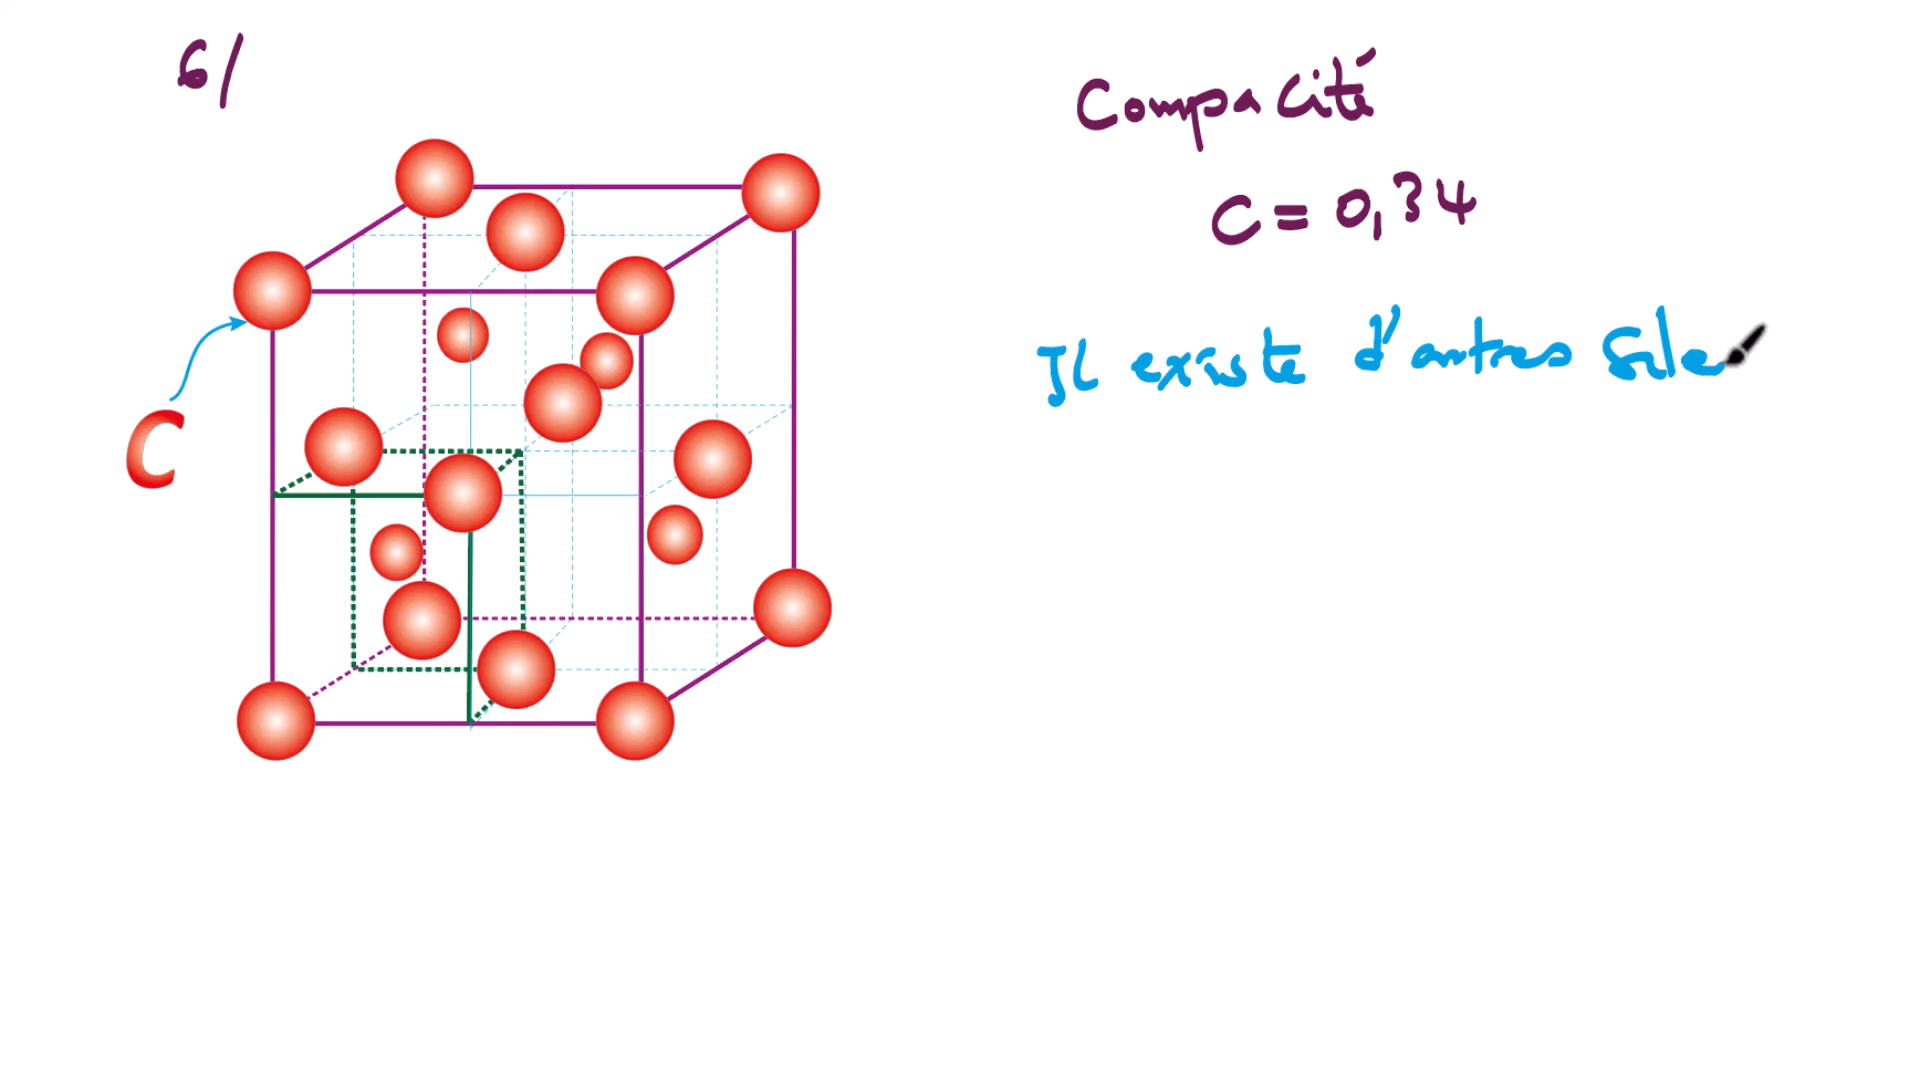 6/
Compacité
C = 0,34
Il existe d'autres
C